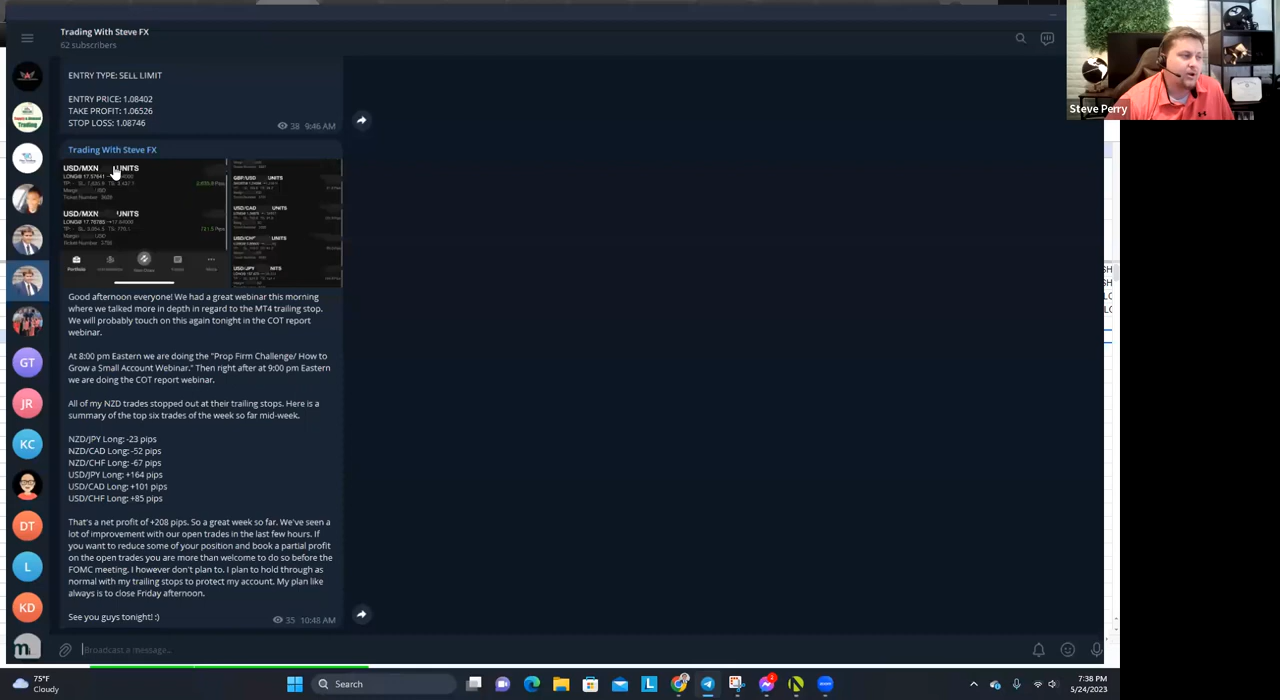 Trading With Steve FX
62 subscribers
ENTRY TYPE: SELL LIMIT
ENTRY PRICE: 1.08402
TAKE PROFIT: 1.06526
STOP LOSS: 1.08746
38 9:46 AM
Trading With Steve FX
USD/MXN UNITS
USD/MXN UNITS
GBP/USD UNITS
USD/CAD UNITS
USD/CHF UNITS
USD/JPY NITS
Portfolio
Good afternoon everyone! We had a great webinar this morning
where we talked more in depth in regard to the MT4 trailing stop.
We will probably touch on this again tonight in the COT report
webinar.
At 8:00 pm Eastern we are doing the "Prop Firm Challenge/ How to
Grow a Small Account Webinar." Then right after at 9:00 pm Eastern
we are doing the COT report webinar.
All of my NZD trades stopped out at their trailing stops. Here is a
summary of the top six trades of the week so far mid-week.
NZD/JPY Long: -23 pips
NZD/CAD Long: -52 pips
NZD/CHF Long: -67 pips
USD/JPY Long: +164 pips
USD/CAD Long: +101 pips
USD/CHF Long: +85 pips
That's a net profit of +208 pips. So a great week so far. We've seen a
lot of improvement with our open trades in the last few hours. If
you want to reduce some of your position and book a partial profit
on the open trades you are more than welcome to do so before the
FOMC meeting. I however don't plan to. I plan to hold through as
normal with my trailing stops to protect my account. My plan like
always is to close Friday afternoon.
See you guys tonight! :)
35 10:48 AM
GT
JR
KC
DT
L
KD
Broadcast a message...
Steve Perry
75°F
Cloudy
Search
7:38 PM
5/24/2023